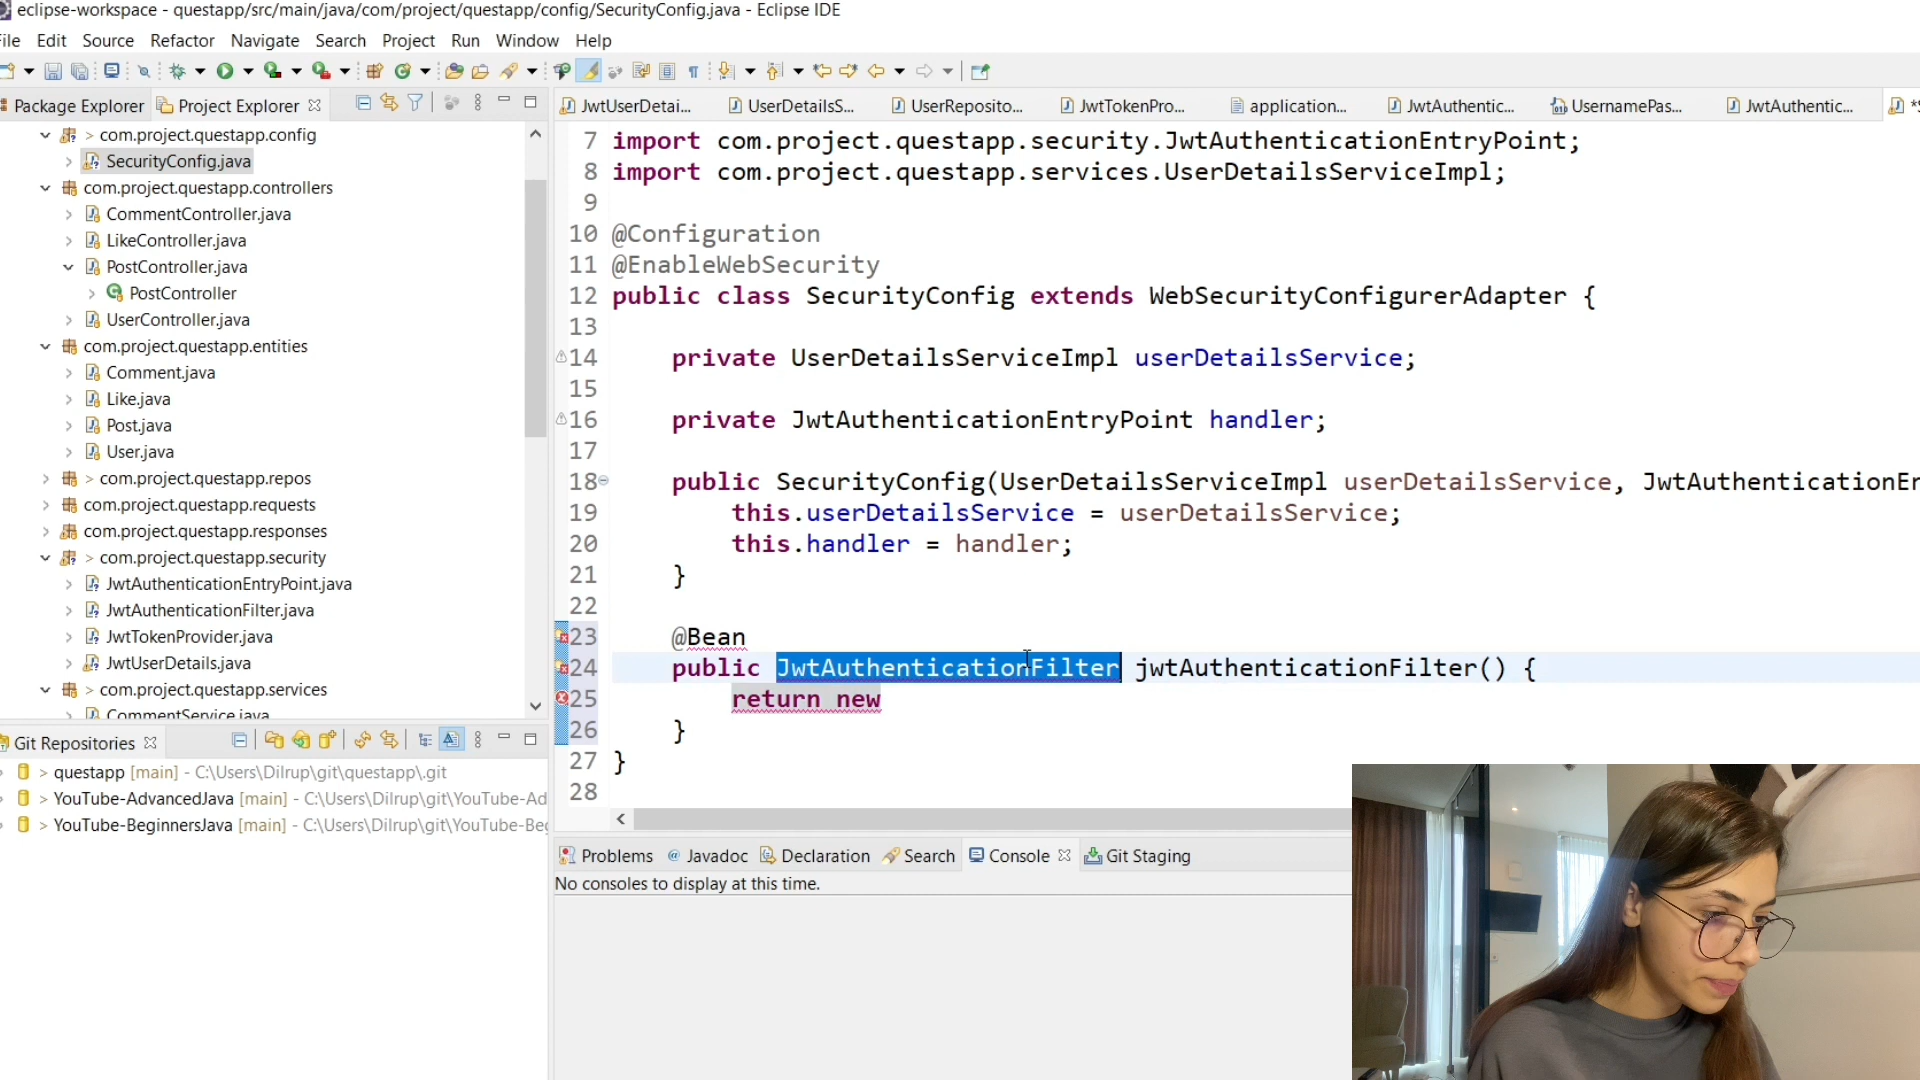 eclipse-workspace - questapp/src/main/java/com/project/questapp/config/SecurityConfig.java - Eclipse IDE
File Edit Source Refactor Navigate Search Project Run Window Help
Package Explorer Project Explorer
> com.project.questapp.config
SecurityConfig.java
com.project.questapp.controllers
CommentController.java
LikeController.java
PostController.java
PostController
UserController.java
com.project.questapp.entities
Comment.java
Like.java
Post.java
User.java
> com.project.questapp.repos
com.project.questapp.requests
com.project.questapp.responses
> com.project.questapp.security
JwtAuthenticationEntryPoint.java
JwtAuthenticationFilter.java
JwtTokenProvider.java
JwtUserDetails.java
> com.project.questapp.services
CommentService.java
Git Repositories
> questapp [main] - C:\Users\Dilrup\git\questapp\.git
> YouTube-AdvancedJava [main] - C:\Users\Dilrup\git\YouTube-Ad
> YouTube-BeginnersJava [main] - C:\Users\Dilrup\git\YouTube-Be
JwtUserDetai... UserDetailsS... UserReposito... JwtTokenPro... application... JwtAuthentic... UsernamePas... JwtAuthentic...
7 import com.project.questapp.security.JwtAuthenticationEntryPoint;
8 import com.project.questapp.services.UserDetailsServiceImpl;
9
10 @Configuration
11 @EnableWebSecurity
12 public class SecurityConfig extends WebSecurityConfigurerAdapter {
13
14 private UserDetailsServiceImpl userDetailsService;
15
16 private JwtAuthenticationEntryPoint handler;
17
18 public SecurityConfig(UserDetailsServiceImpl userDetailsService, JwtAuthenticationEn
19 this.userDetailsService = userDetailsService;
20 this.handler = handler;
21 }
22
23 @Bean
24 public JwtAuthenticationFilter jwtAuthenticationFilter() {
25 return new
26 }
27 }
28
Problems Javadoc Declaration Search Console Git Staging
No consoles to display at this time.